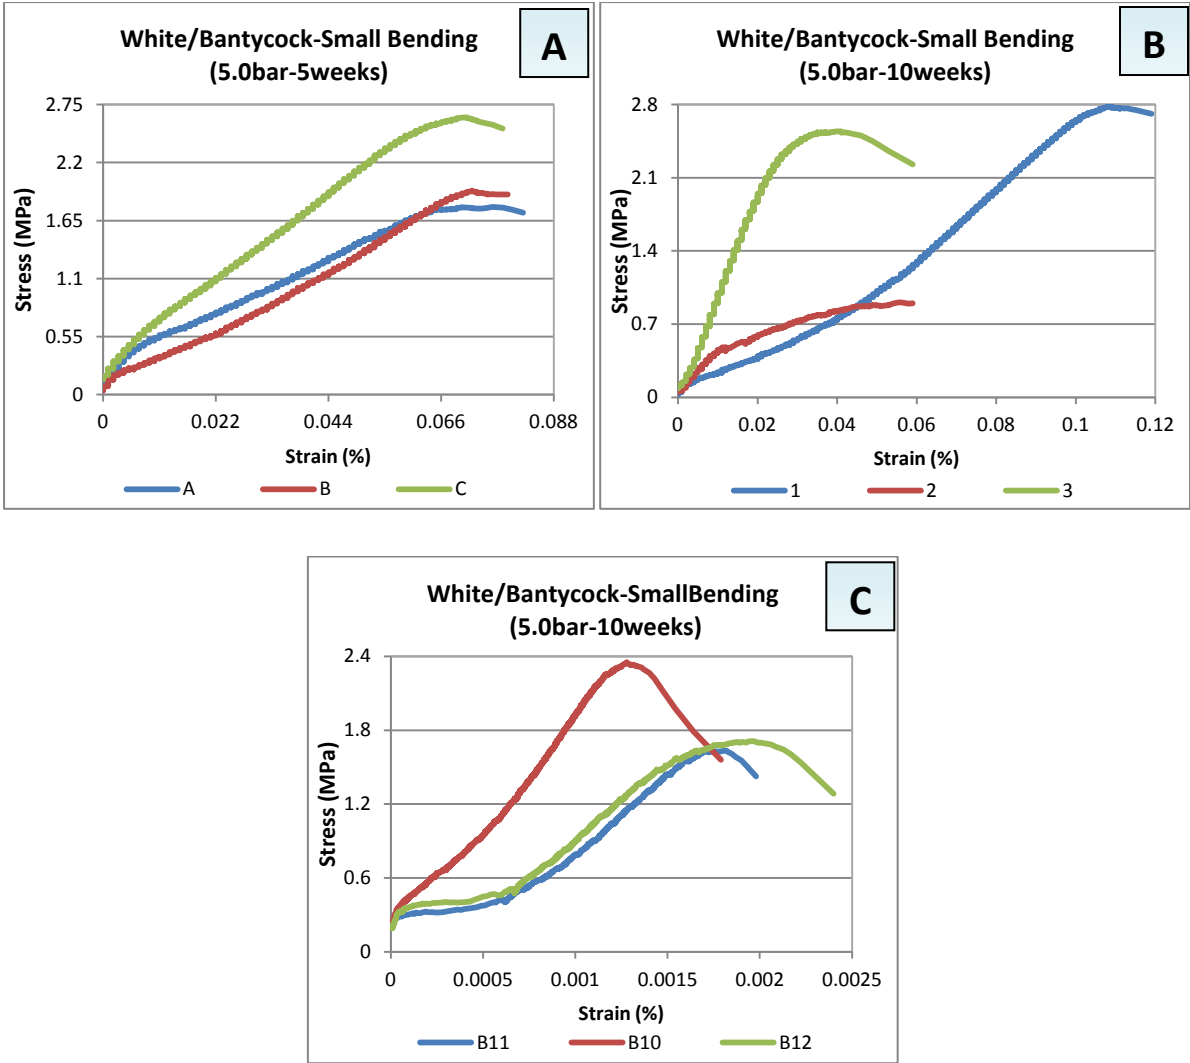 White/Bantycock-Small Bending
(5.0bar-5weeks)
A
Stress (MPa)
2.75
2.2
1.65
1.1
0.55
0
0 0.022 0.044 0.066 0.088
Strain (%)
A B C
White/Bantycock-Small Bending
(5.0bar-10weeks)
B
Stress (MPa)
2.8
2.1
1.4
0.7
0
0 0.02 0.04 0.06 0.08 0.1 0.12
Strain (%)
1 2 3
White/Bantycock-SmallBending
(5.0bar-10weeks)
C
Stress (MPa)
2.4
1.8
1.2
0.6
0
0 0.0005 0.001 0.0015 0.002 0.0025
Strain (%)
B11 B10 B12